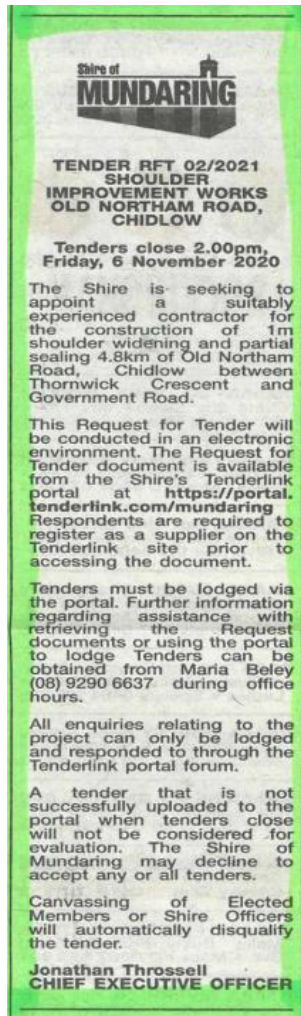 Shire of
MUNDARING
TENDER RFT 02/2021
SHOULDER
IMPROVEMENT WORKS
OLD NORTHAM ROAD,
CHIDLOW
Tenders close 2.00pm,
Friday, 6 November 2020
The Shire is seeking to
appoint a suitably
experienced contractor for
the construction of 1m
shoulder widening and partial
sealing 4.8km of Old Northam
Road, Chidlow between
Thornwick Crescent and
Government Road.
This Request for Tender will
be conducted in an electronic
environment. The Request for
Tender document is available
from the Shire's Tenderlink
portal at https://portal.
tenderlink.com/mundaring
Respondents are required to
register as a supplier on the
Tenderlink site prior to
accessing the document.
Tenders must be lodged via
the portal. Further information
regarding assistance with
retrieving the Request
documents or using the portal
to lodge Tenders can be
obtained from Maria Beley
(08) 9290 6637 during office
hours.
All enquiries relating to the
project can only be lodged
and responded to through the
Tenderlink portal forum.
A tender that is not
successfully uploaded to the
portal when tenders close
will not be considered for
evaluation. The Shire of
Mundaring may decline to
accept any or all tenders.
Canvassing of Elected
Members or Shire Officers
will automatically disqualify
the tender.
Jonathan Throssell
CHIEF EXECUTIVE OFFICER